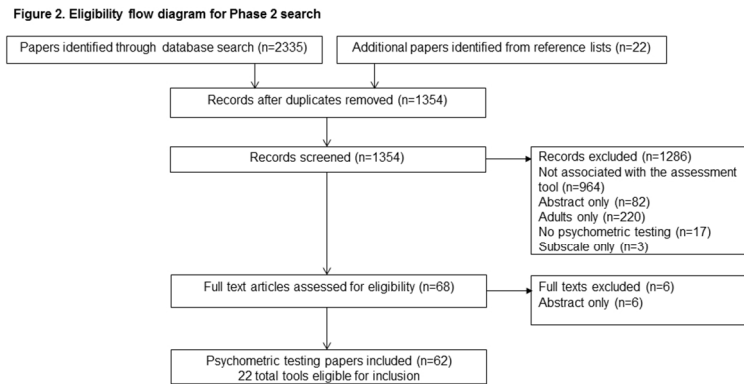 Figure 2. Eligibility flow diagram for Phase 2 search
Papers identified through database search (n=2335)
Additional papers identified from reference lists (n=22)
Records after duplicates removed (n=1354)
Records screened (n=1354)
Records excluded (n=1286)
Not associated with the assessment
tool (n=964)
Abstract only (n=82)
Adults only (n=220)
No psychometric testing (n=17)
Subscale only (n=3)
Full text articles assessed for eligibility (n=68)
Full texts excluded (n=6)
Abstract only (n=6)
Psychometric testing papers included (n=62)
22 total tools eligible for inclusion